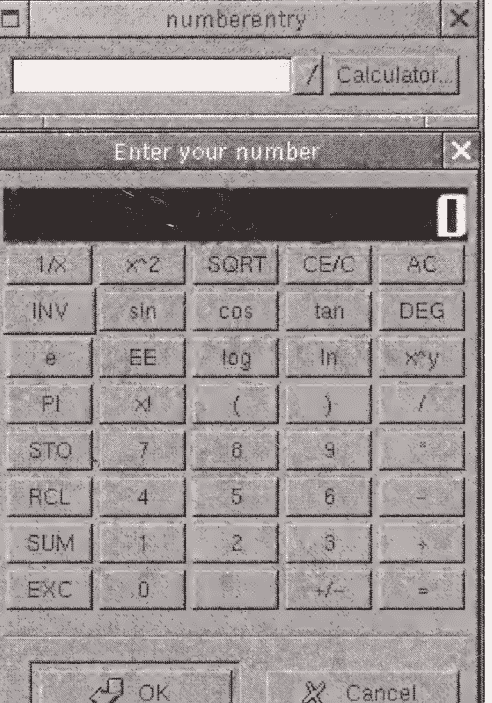 numberentry
/ Calculator...
Enter your number
0
1/X x^2 SQRT CE/C AC
INV sin cos tan DEG
e EE log ln x^y
PI x! ( ) /
STO 7 8 9 *
RCL 4 5 6 -
SUM 1 2 3 +
EXC 0 +/- =
OK Cancel